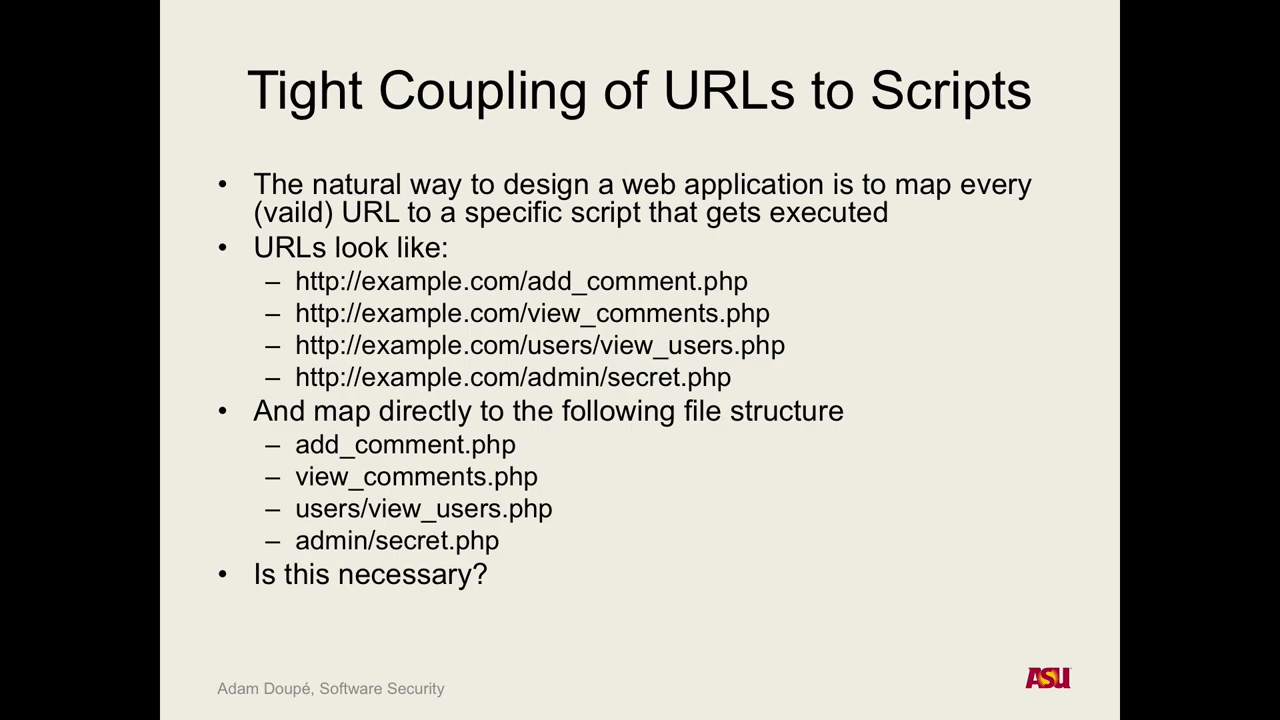 Tight Coupling of URLs to Scripts
• The natural way to design a web application is to map every
(vaild) URL to a specific script that gets executed
• URLs look like:
– http://example.com/add_comment.php
– http://example.com/view_comments.php
– http://example.com/users/view_users.php
– http://example.com/admin/secret.php
• And map directly to the following file structure
– add_comment.php
– view_comments.php
– users/view_users.php
– admin/secret.php
• Is this necessary?
Adam Doupé, Software Security
ASU